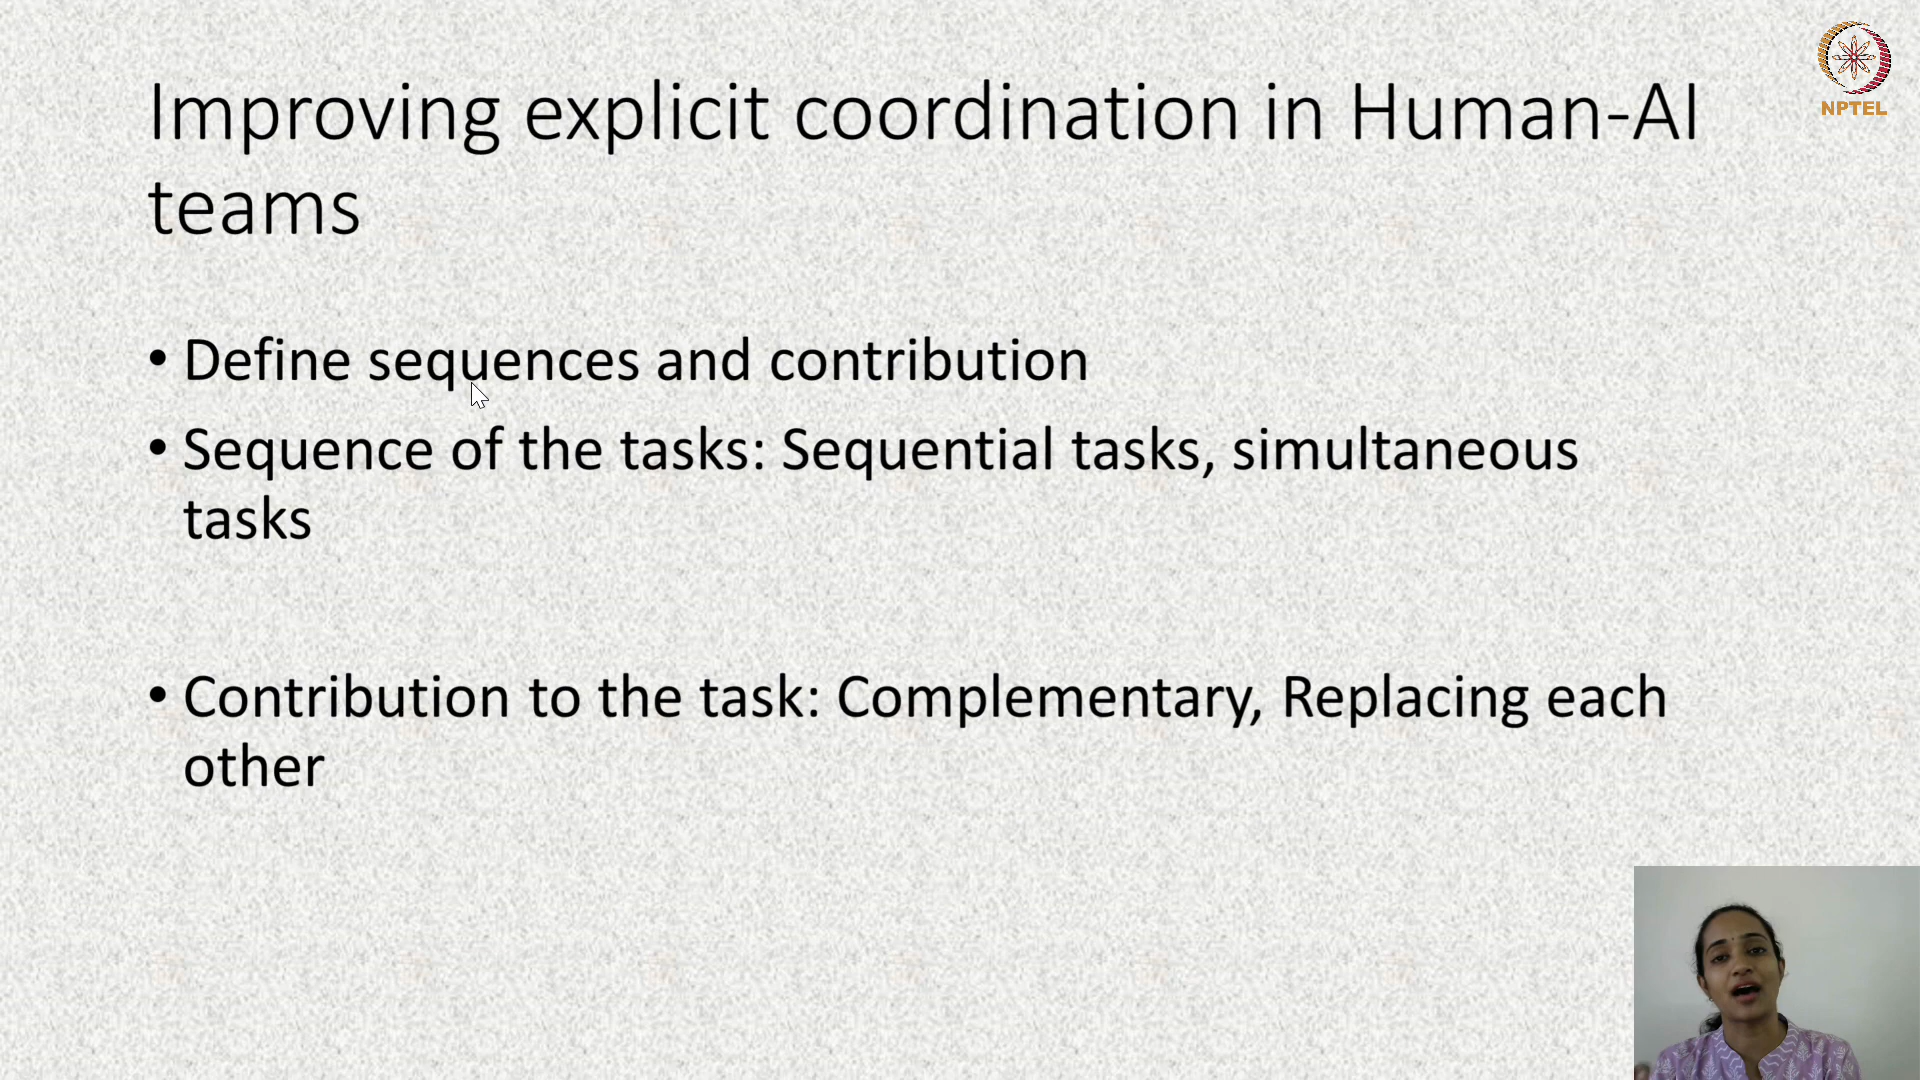 Improving explicit coordination in Human-AI
teams
NPTEL
• Define sequences and contribution
• Sequence of the tasks: Sequential tasks, simultaneous
tasks
• Contribution to the task: Complementary, Replacing each
other